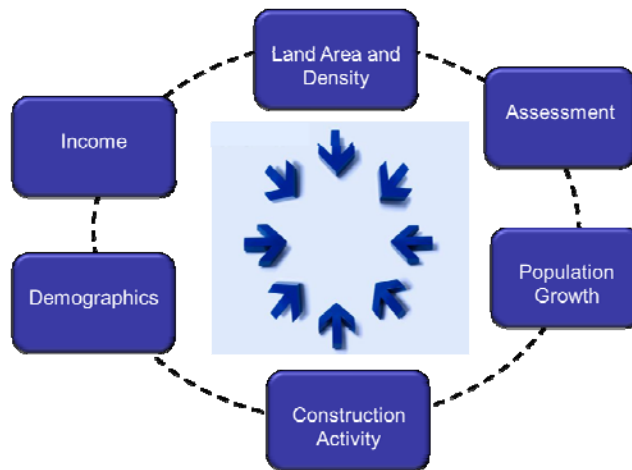 Land Area and
Density
Assessment
Income
Population
Growth
Demographics
Construction
Activity